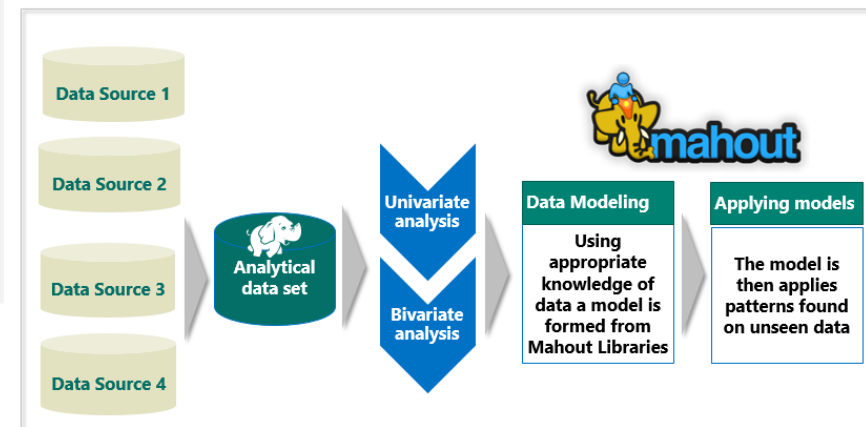 Data Source 1
Data Source 2
Data Source 3
Data Source 4
Analytical
data set
Univariate
analysis
Bivariate
analysis
mahout
Data Modeling
Using
appropriate
knowledge of
data a model is
formed from
Mahout Libraries
Applying models
The model is
then applies
patterns found
on unseen data